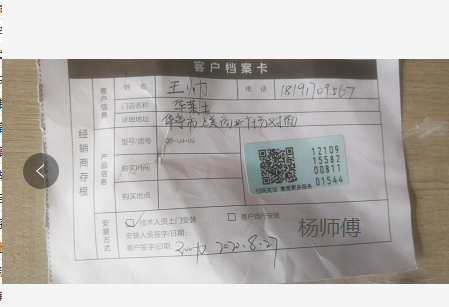 客户档案卡
经销商存根
客户信息
姓 名 王帅
电 话 18191709567
门店名称 华莱士
详细地址
产品信息
型号/货号
购买时间
购买地点
扫码关注 尊享更多服务
12109
15582
00811
01544
安装方式
技术人员上门安装
客户自行安装
安装人员签字/日期:
客户签字/日期: 2020.8.27
杨师傅